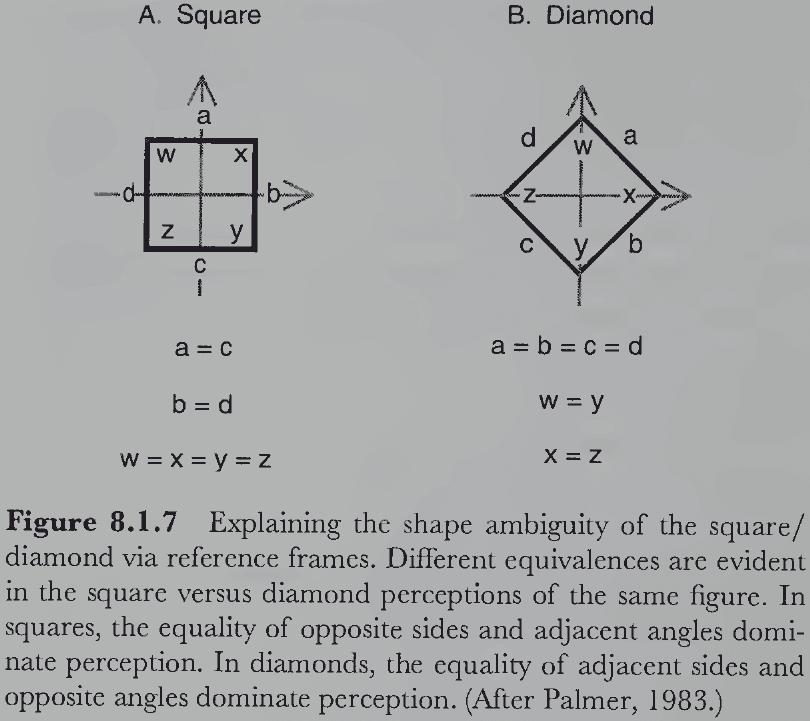 A. Square
B. Diamond
a
w x
d b
z y
c
d a
w
z x
c y b
a = c
b = d
w = x = y = z
a = b = c = d
w = y
x = z
Figure 8.1.7 Explaining the shape ambiguity of the square/
diamond via reference frames. Different equivalences are evident
in the square versus diamond perceptions of the same figure. In
squares, the equality of opposite sides and adjacent angles domi-
nate perception. In diamonds, the equality of adjacent sides and
opposite angles dominate perception. (After Palmer, 1983.)